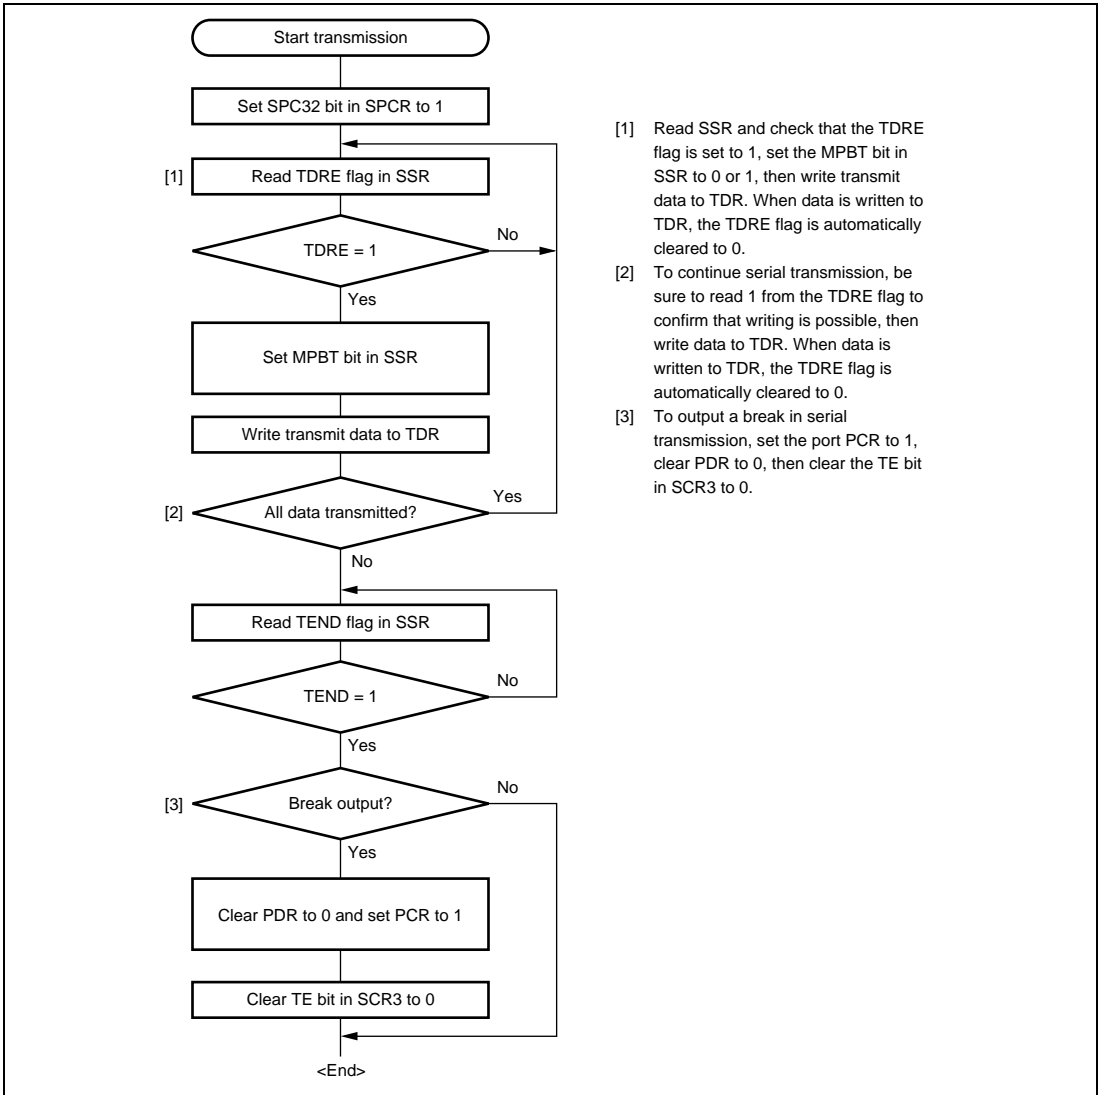 Start transmission
Set SPC32 bit in SPCR to 1
[1]
Read TDRE flag in SSR
TDRE = 1
No
Yes
Set MPBT bit in SSR
Write transmit data to TDR
[2]
All data transmitted?
Yes
No
Read TEND flag in SSR
TEND = 1
No
Yes
[3]
Break output?
No
Yes
Clear PDR to 0 and set PCR to 1
Clear TE bit in SCR3 to 0
<End>
[1] Read SSR and check that the TDRE
flag is set to 1, set the MPBT bit in
SSR to 0 or 1, then write transmit
data to TDR. When data is written to
TDR, the TDRE flag is automatically
cleared to 0.
[2] To continue serial transmission, be
sure to read 1 from the TDRE flag to
confirm that writing is possible, then
write data to TDR. When data is
written to TDR, the TDRE flag is
automatically cleared to 0.
[3] To output a break in serial
transmission, set the port PCR to 1,
clear PDR to 0, then clear the TE bit
in SCR3 to 0.